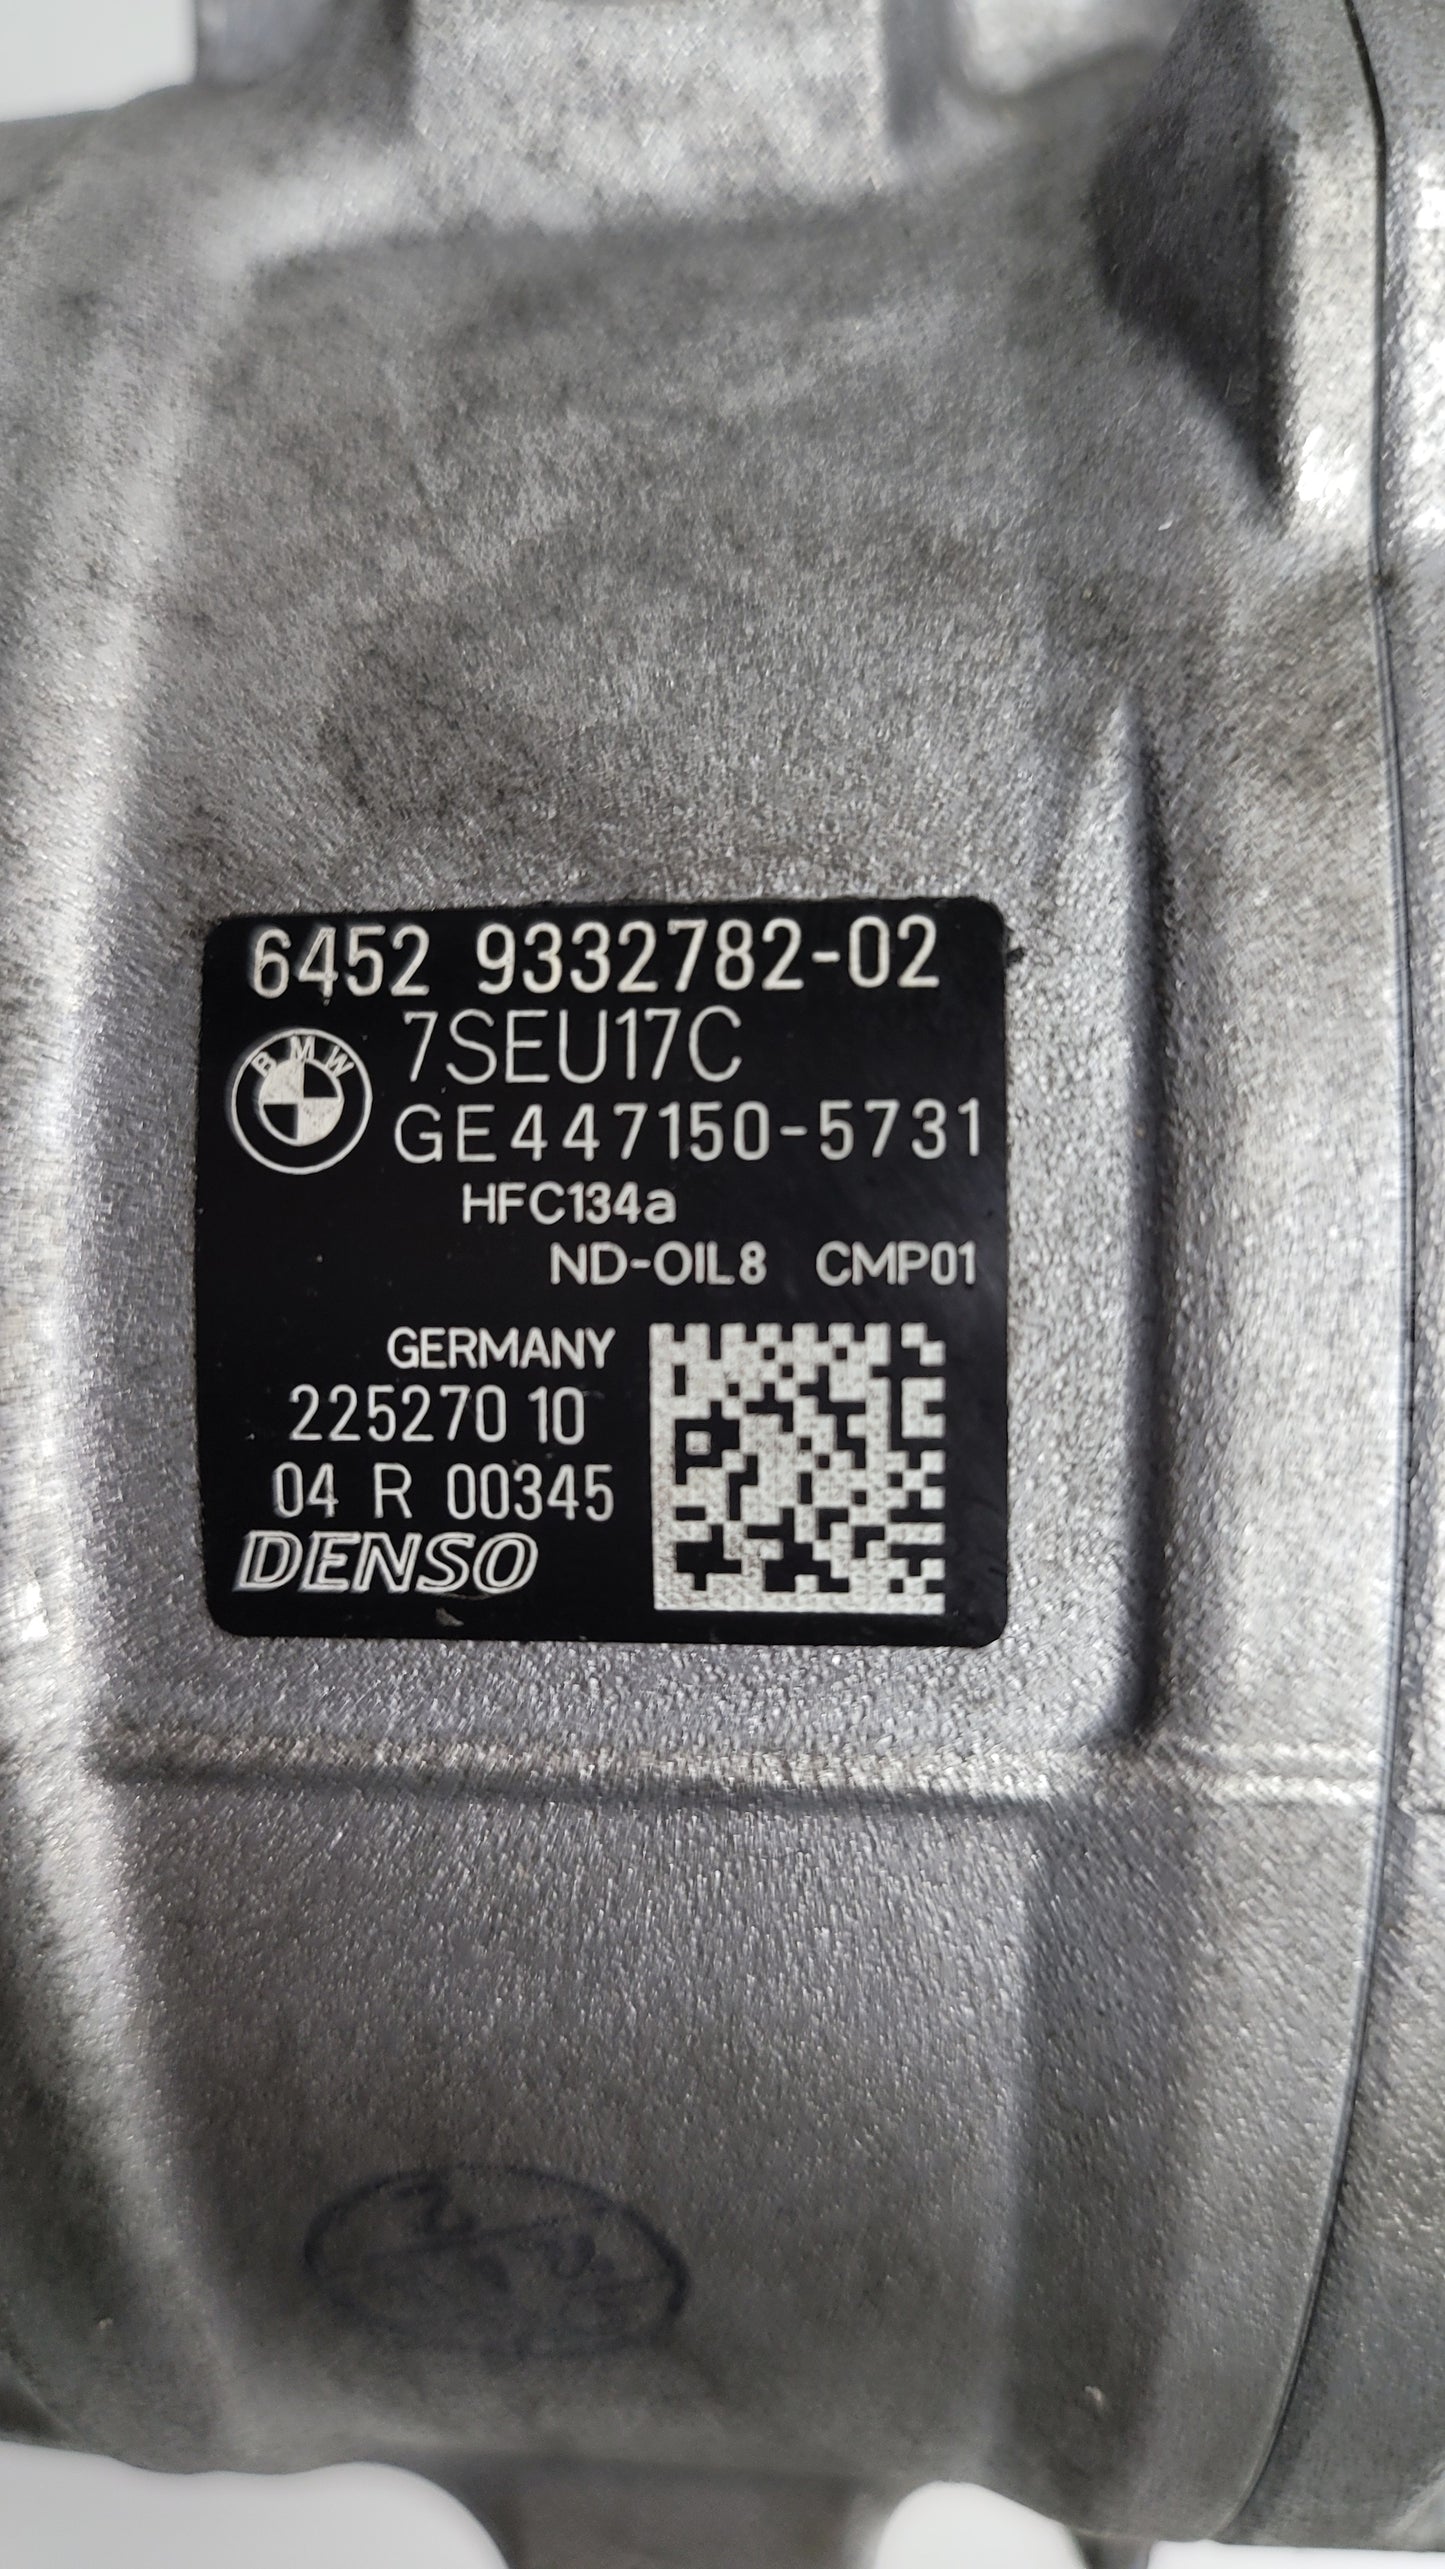 6452 9332782-02
BMW
7SEU17C
GE447150-5731
HFC134a
ND-OIL8 CMP01
GERMANY
225270 10
04 R 00345
DENSO